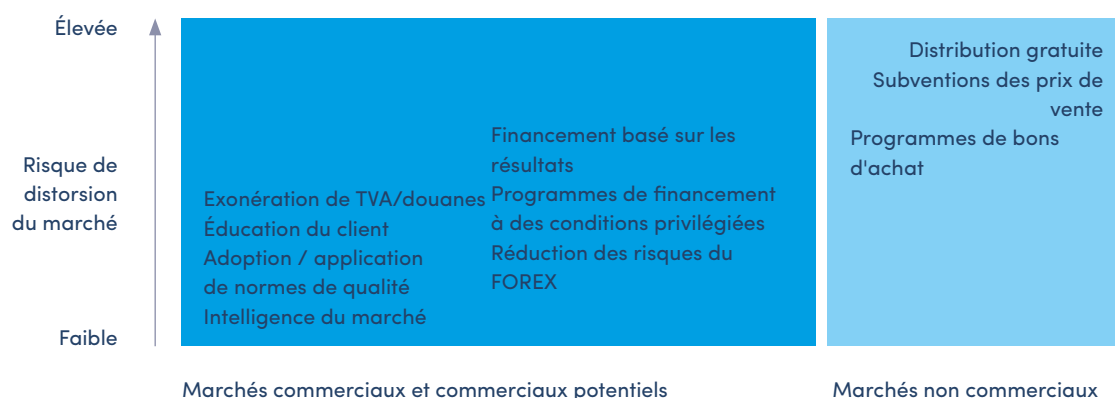 Élevée
Risque de
distorsion
du marché
Faible
Exonération de TVA/douanes
Éducation du client
Adoption / application
de normes de qualité
Intelligence du marché
Financement basé sur les
résultats
Programmes de financement
à des conditions privilégiées
Réduction des risques du
FOREX
Distribution gratuite
Subventions des prix de
vente
Programmes de bons
d'achat
Marchés commerciaux et commerciaux potentiels
Marchés non commerciaux